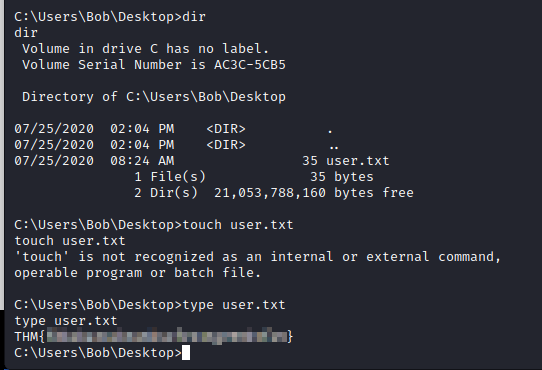 C:\Users\Bob\Desktop>dir
dir
 Volume in drive C has no label.
 Volume Serial Number is AC3C-5CB5

 Directory of C:\Users\Bob\Desktop

07/25/2020  02:04 PM    <DIR>          .
07/25/2020  02:04 PM    <DIR>          ..
07/25/2020  08:24 AM                35 user.txt
               1 File(s)             35 bytes
               2 Dir(s)  21,053,788,160 bytes free

C:\Users\Bob\Desktop>touch user.txt
touch user.txt
'touch' is not recognized as an internal or external command,
operable program or batch file.

C:\Users\Bob\Desktop>type user.txt
type user.txt
THM{}
C:\Users\Bob\Desktop>